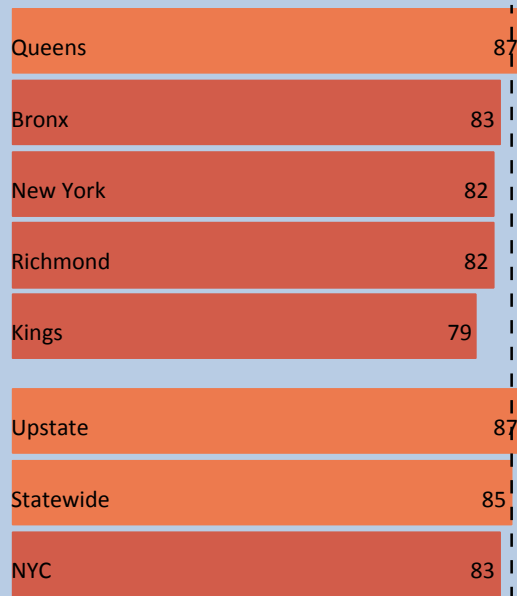 Queens 87
Bronx 83
New York 82
Richmond 82
Kings 79
Upstate 87
Statewide 85
NYC 83